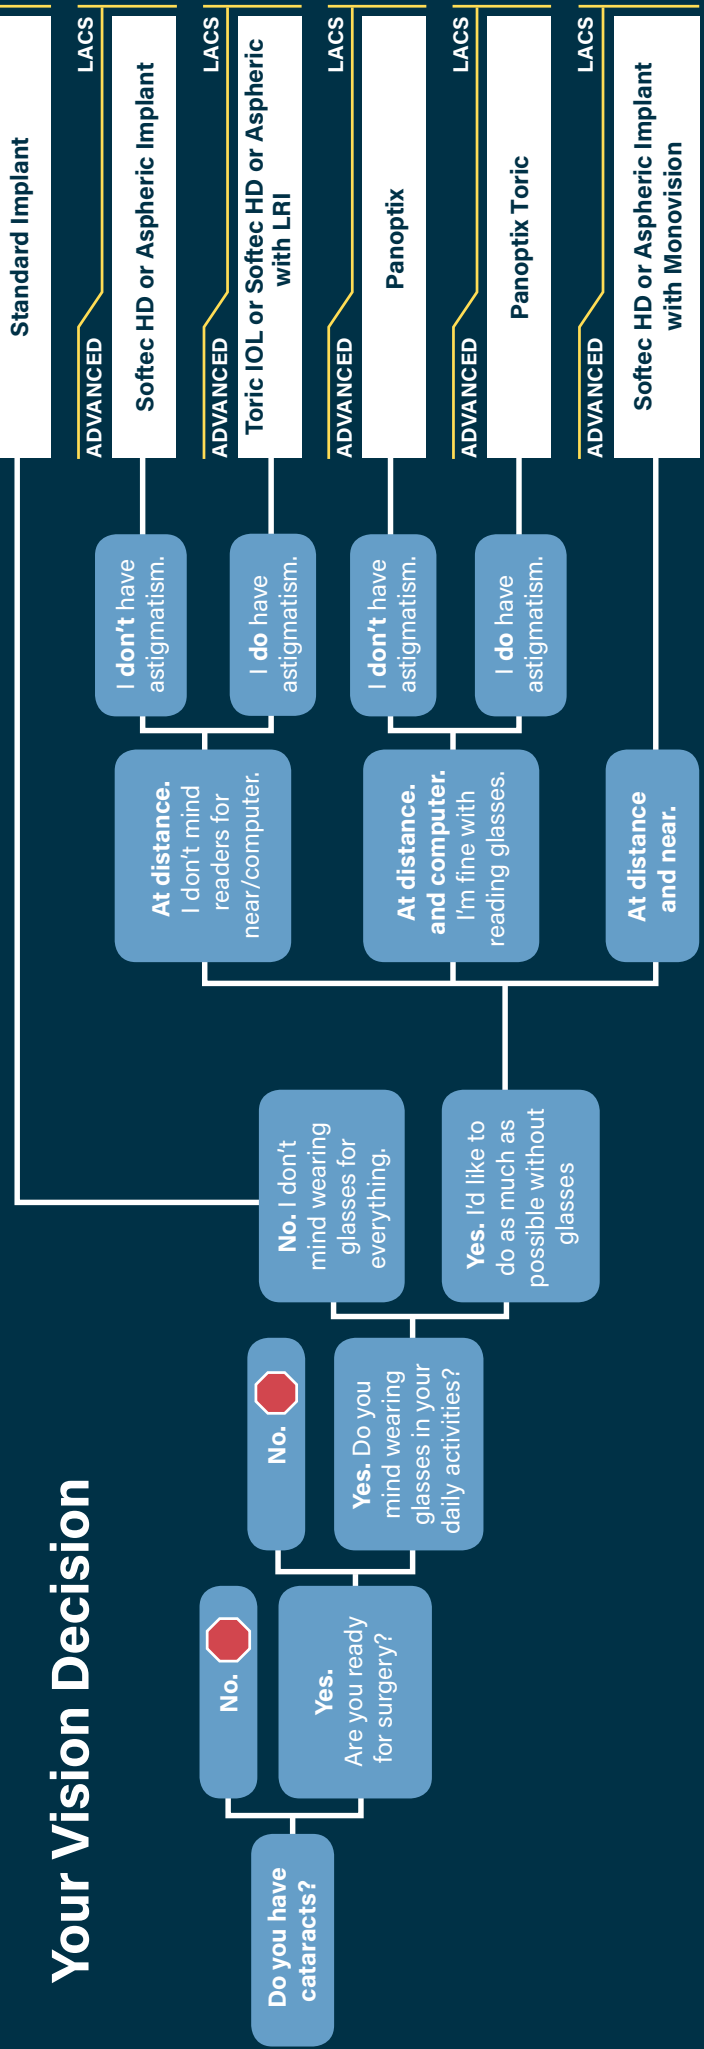 Your Vision Decision
Do you have
cataracts?
No.
Yes.
Are you ready
for surgery?
No.
Yes. Do you
mind wearing
glasses in your
daily activities?
No. I don't
mind wearing
glasses for
everything.
Yes. I'd like to
do as much as
possible without
glasses
At distance.
I don't mind
readers for
near/computer.
At distance.
and computer.
I'm fine with
reading glasses.
At distance
and near.
I don't have
astigmatism.
I do have
astigmatism.
I don't have
astigmatism.
I do have
astigmatism.
Standard Implant
ADVANCED
LACS
Softec HD or Aspheric Implant
ADVANCED
LACS
Toric IOL or Softec HD or Aspheric
with LRI
ADVANCED
LACS
Panoptix
ADVANCED
LACS
Panoptix Toric
ADVANCED
LACS
Softec HD or Aspheric Implant
with Monovision